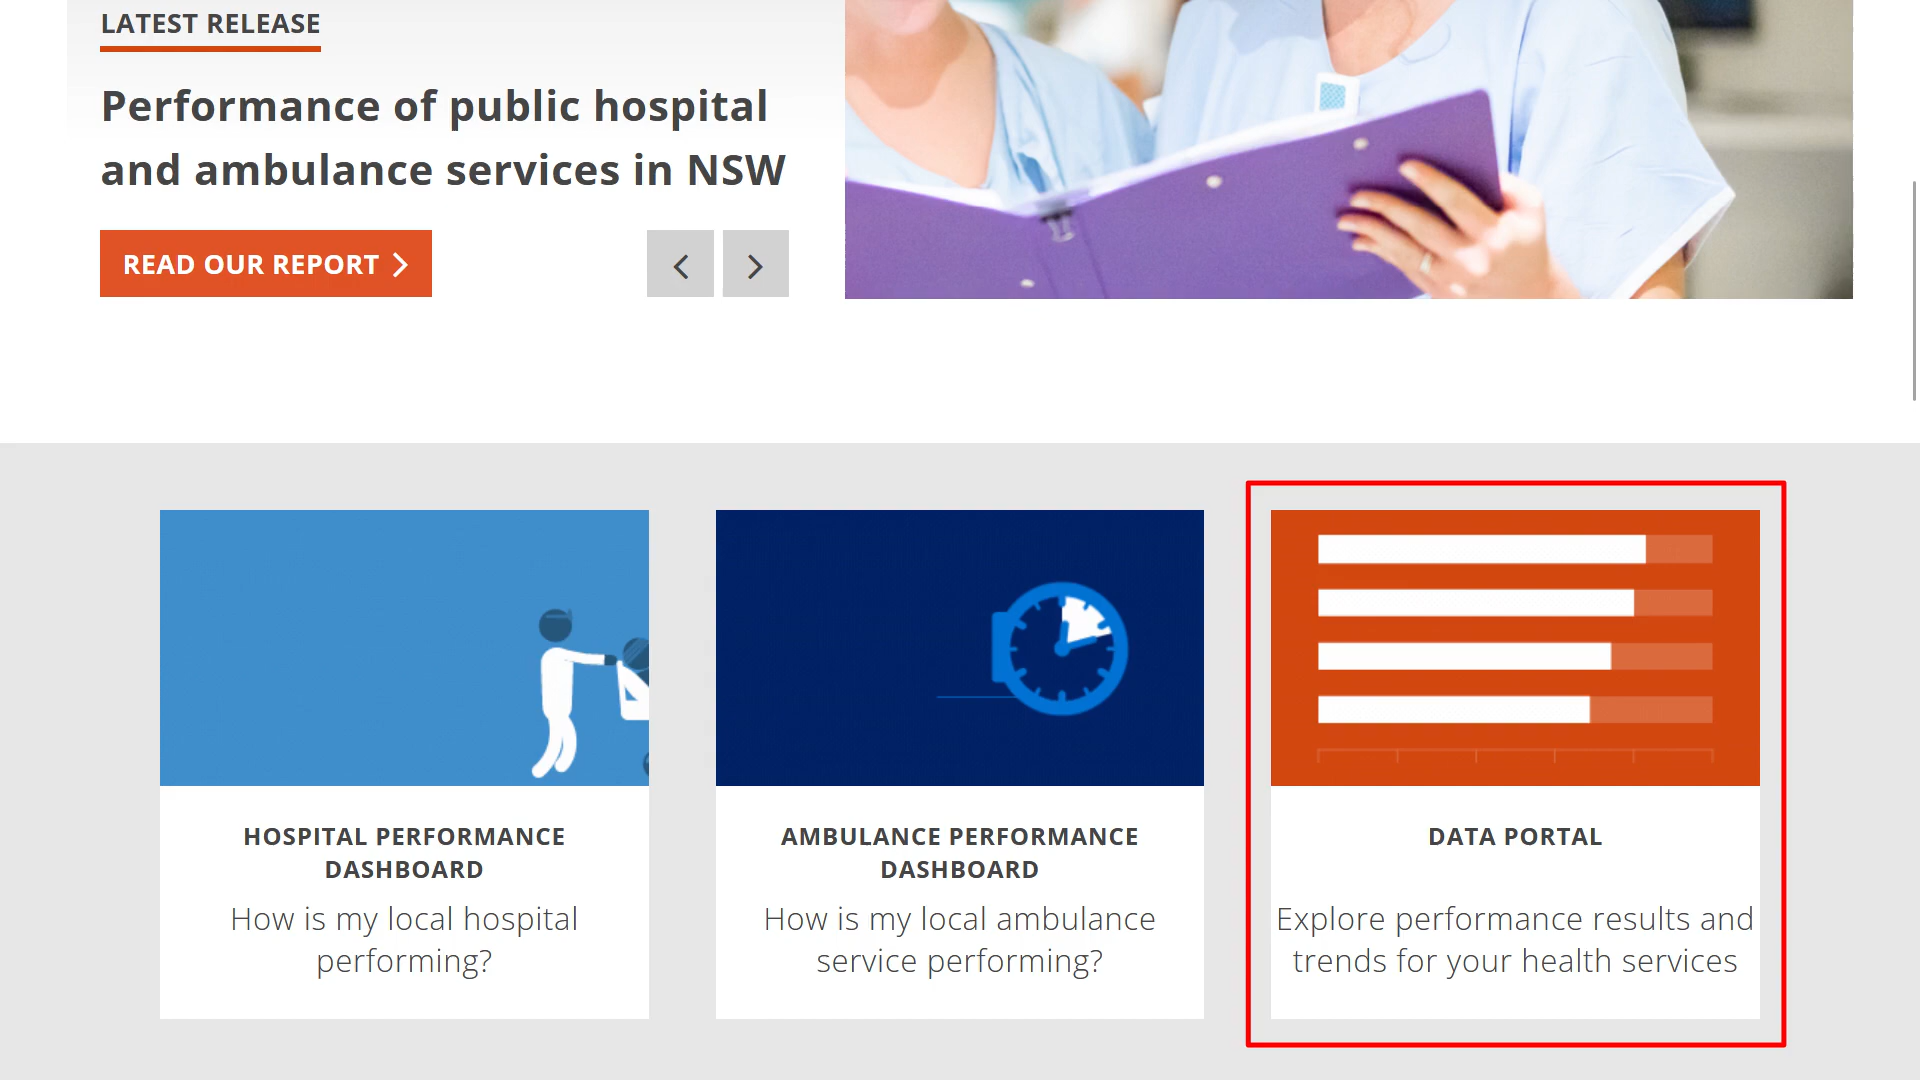 LATEST RELEASE
Performance of public hospital
and ambulance services in NSW
READ OUR REPORT
HOSPITAL PERFORMANCE
DASHBOARD
How is my local hospital
performing?
AMBULANCE PERFORMANCE
DASHBOARD
How is my local ambulance
service performing?
DATA PORTAL
Explore performance results and
trends for your health services